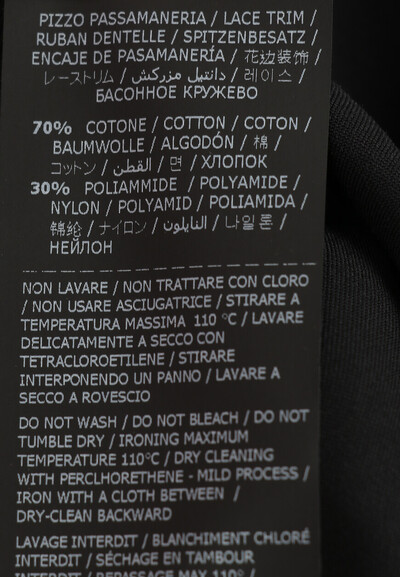 PIZZO PASSAMANERIA / LACE TRIM /
RUBAN DENTELLE / SPITZENBESATZ /
ENCAJE DE PASAMANERÍA / 花边装饰 /
レーストリム / دانتيل مزركش / 레이스 /
БАСОННОЕ КРУЖЕВО
70% COTONE / COTTON / COTON /
BAUMWOLLE / ALGODÓN / 棉 /
コットン / القطن / 면 / ХЛОПОК
30% POLIAMMIDE / POLYAMIDE /
NYLON / POLYAMID / POLIAMIDA /
锦纶 / ナイロン / النايلون / 나일론 /
НЕЙЛОН
NON LAVARE / NON TRATTARE CON CLORO
/ NON USARE ASCIUGATRICE / STIRARE A
TEMPERATURA MASSIMA 110 °C / LAVARE
DELICATAMENTE A SECCO CON
TETRACLOROETILENE / STIRARE
INTERPONENDO UN PANNO / LAVARE A
SECCO A ROVESCIO
DO NOT WASH / DO NOT BLEACH / DO NOT
TUMBLE DRY / IRONING MAXIMUM
TEMPERATURE 110°C / DRY CLEANING
WITH PERCLHORETHENE - MILD PROCESS /
IRON WITH A CLOTH BETWEEN /
DRY-CLEAN BACKWARD
LAVAGE INTERDIT / BLANCHIMENT CHLORÉ
INTERDIT / SÉCHAGE EN TAMBOUR
INTERDIT / REPASSAGE MAX 110° /